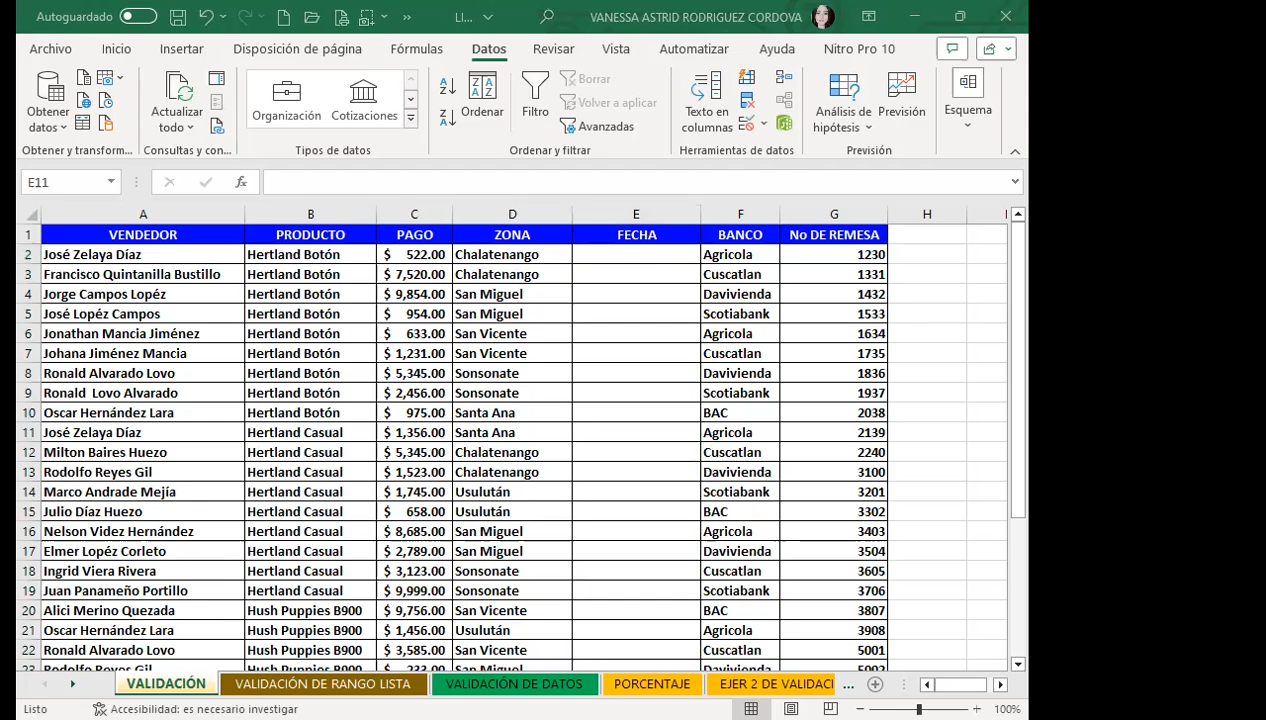 Autoguardado LI... VANESSA ASTRID RODRIGUEZ CORDOVA
Archivo Inicio Insertar Disposición de página Fórmulas Datos Revisar Vista Automatizar Ayuda Nitro Pro 10
Obtener datos Actualizar todo Organización Cotizaciones Ordenar Filtro Borrar Volver a aplicar Avanzadas Texto en columnas Análisis de hipótesis Previsión Esquema
Obtener y transform... Consultas y con... Tipos de datos Ordenar y filtrar Herramientas de datos Previsión
E11 fx
A B C D E F G H I
1 VENDEDOR PRODUCTO PAGO ZONA FECHA BANCO No DE REMESA
2 José Zelaya Díaz Hertland Botón $ 522.00 Chalatenango Agricola 1230
3 Francisco Quintanilla Bustillo Hertland Botón $ 7,520.00 Chalatenango Cuscatlan 1331
4 Jorge Campos Lopéz Hertland Botón $ 9,854.00 San Miguel Davivienda 1432
5 José Lopéz Campos Hertland Botón $ 954.00 San Miguel Scotiabank 1533
6 Jonathan Mancia Jiménez Hertland Botón $ 633.00 San Vicente Agricola 1634
7 Johana Jiménez Mancia Hertland Botón $ 1,231.00 San Vicente Cuscatlan 1735
8 Ronald Alvarado Lovo Hertland Botón $ 5,345.00 Sonsonate Davivienda 1836
9 Ronald  Lovo Alvarado Hertland Botón $ 2,456.00 Sonsonate Scotiabank 1937
10 Oscar Hernández Lara Hertland Botón $ 975.00 Santa Ana BAC 2038
11 José Zelaya Díaz Hertland Casual $ 1,356.00 Santa Ana Agricola 2139
12 Milton Baires Huezo Hertland Casual $ 5,345.00 Chalatenango Cuscatlan 2240
13 Rodolfo Reyes Gil Hertland Casual $ 1,523.00 Chalatenango Davivienda 3100
14 Marco Andrade Mejía Hertland Casual $ 1,745.00 Usulután Scotiabank 3201
15 Julio Díaz Huezo Hertland Casual $ 658.00 Usulután BAC 3302
16 Nelson Videz Hernández Hertland Casual $ 8,685.00 San Miguel Agricola 3403
17 Elmer Lopéz Corleto Hertland Casual $ 2,789.00 San Miguel Davivienda 3504
18 Ingrid Viera Rivera Hertland Casual $ 3,123.00 Sonsonate Cuscatlan 3605
19 Juan Panameño Portillo Hertland Casual $ 9,999.00 Sonsonate Scotiabank 3706
20 Alici Merino Quezada Hush Puppies B900 $ 9,756.00 San Vicente BAC 3807
21 Oscar Hernández Lara Hush Puppies B900 $ 1,456.00 Usulután Agricola 3908
22 Ronald Alvarado Lovo Hush Puppies B900 $ 3,585.00 San Vicente Cuscatlan 5001
23 Rodolfo Reyes Gil Hush Puppies B900 $ 233.00 San Miguel Davivienda 5002
VALIDACIÓN VALIDACIÓN DE RANGO LISTA VALIDACIÓN DE DATOS PORCENTAJE EJER 2 DE VALIDACI ...
Listo Accesibilidad: es necesario investigar 100%